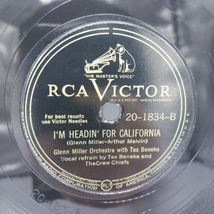 "HIS MASTER'S VOICE"
RCA VICTOR
For best results
use Victor Needles
20-1834-B
I'M HEADIN' FOR CALIFORNIA
(Glenn Miller-Arthur Melvin)
Glenn Miller Orchestra with Tex Beneke
Vocal refrain by Tex Beneke and
The Crew Chiefs